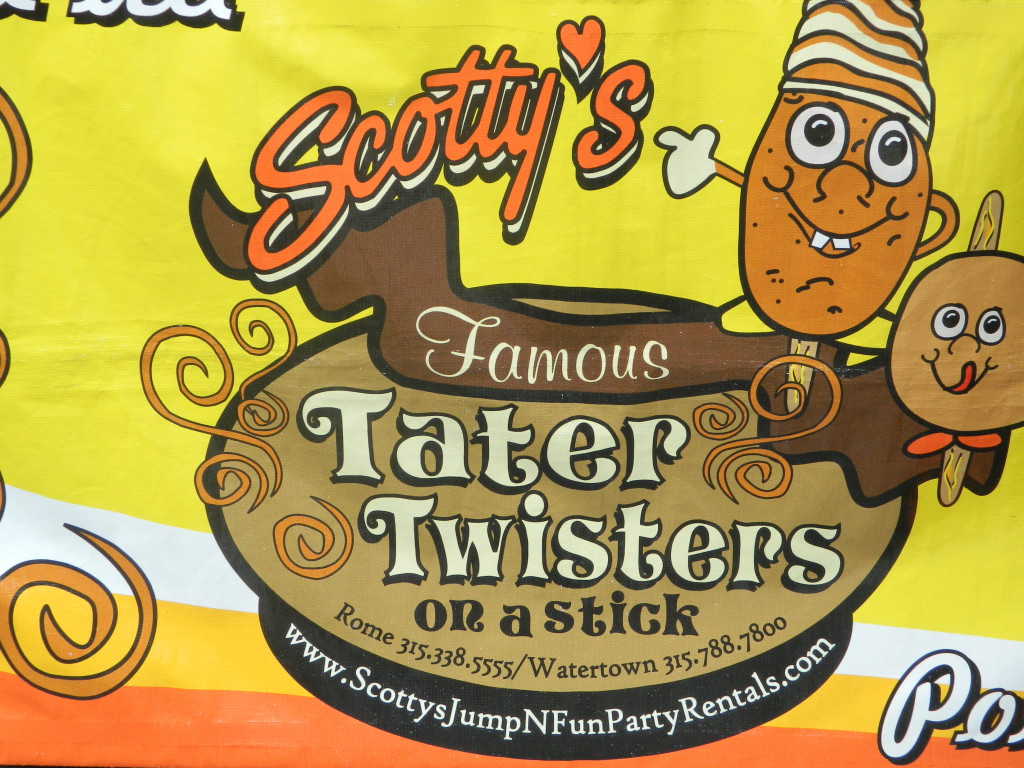 Scotty's
Famous
Tater
Twisters
on a stick
Rome 315.338.5555/Watertown 315.788.7800
www.ScottysJumpNFunPartyRentals.com